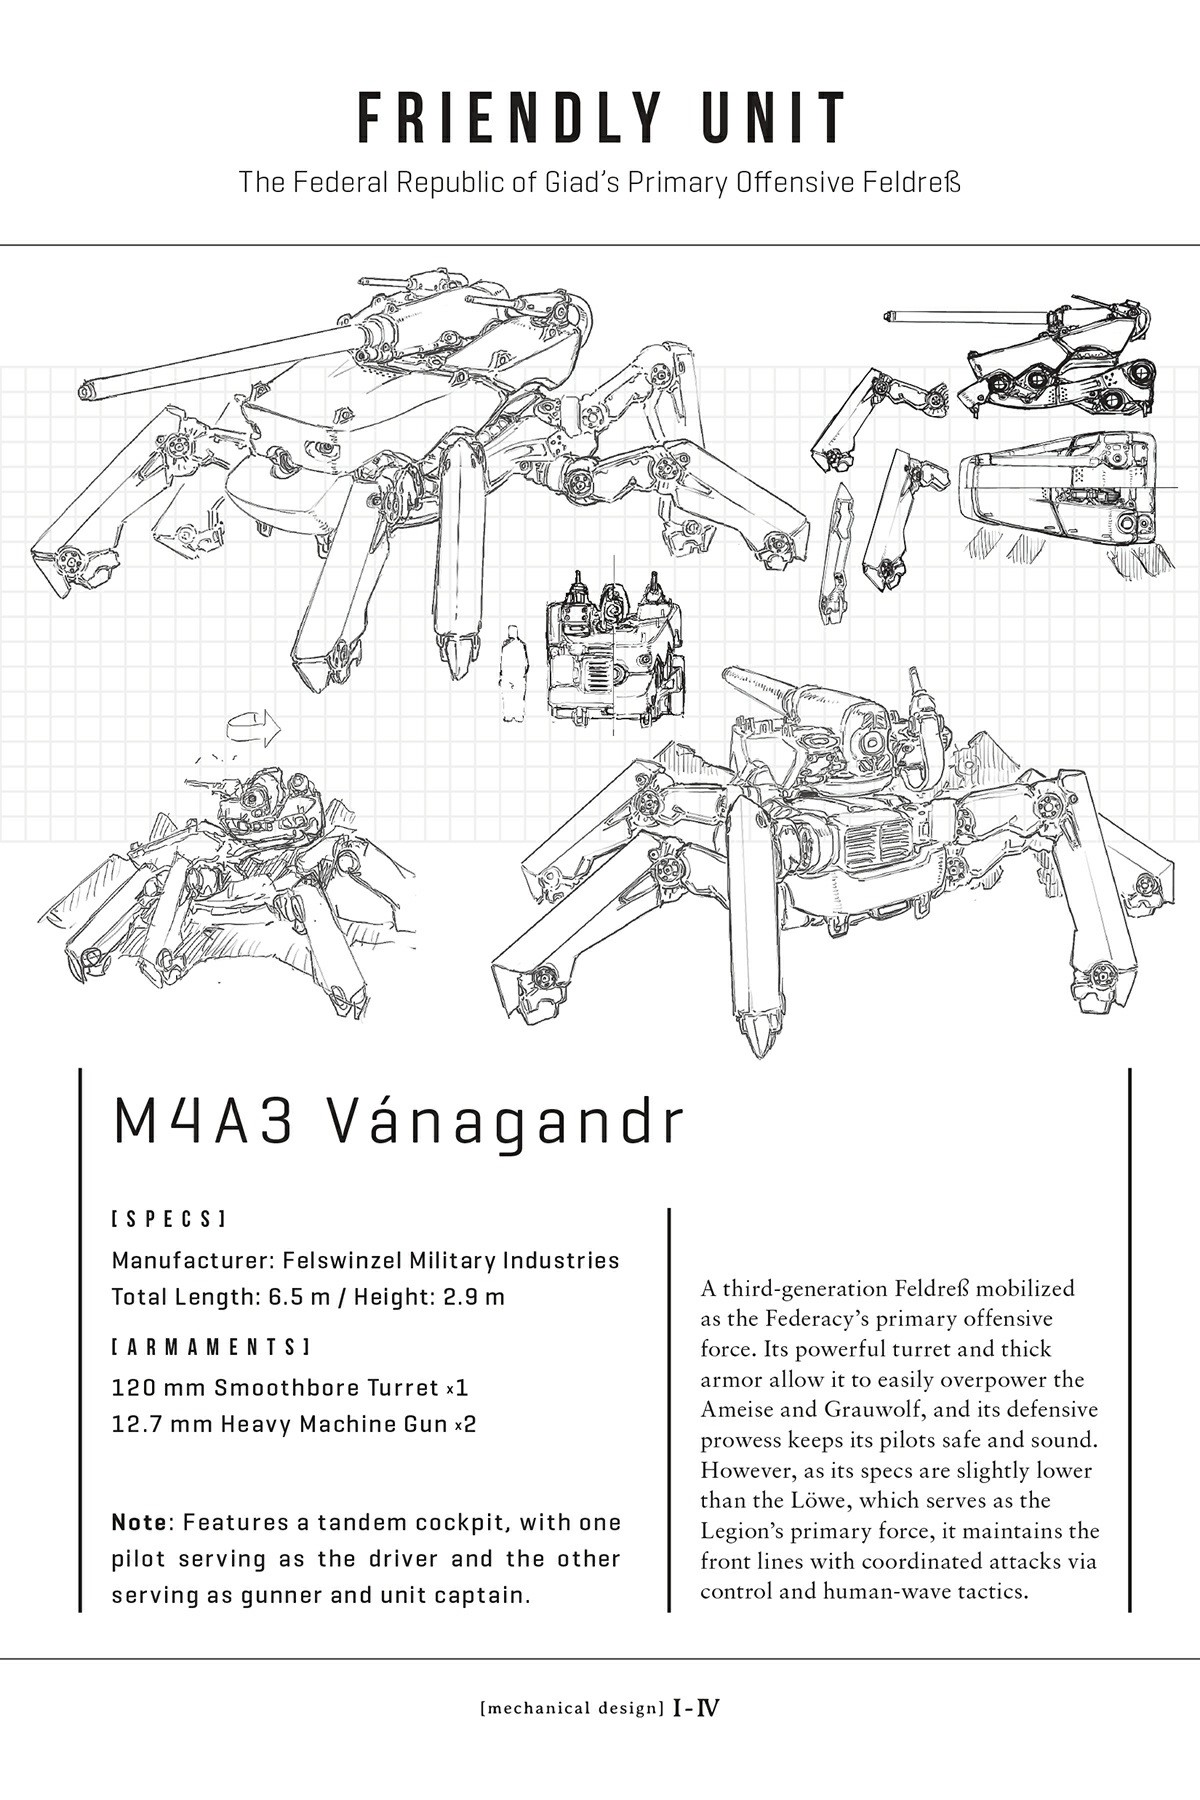 FRIENDLY UNIT
The Federal Republic of Giad’s Primary Offensive Feldreß
M4A3 Vánagandr
[SPECS]
Manufacturer: Felswinzel Military Industries
Total Length: 6.5 m / Height: 2.9 m
[ARMAMENTS]
120 mm Smoothbore Turret ×1
12.7 mm Heavy Machine Gun ×2
Note: Features a tandem cockpit, with one
pilot serving as the driver and the other
serving as gunner and unit captain.
A third-generation Feldreß mobilized
as the Federacy’s primary offensive
force. Its powerful turret and thick
armor allow it to easily overpower the
Ameise and Grauwolf, and its defensive
prowess keeps its pilots safe and sound.
However, as its specs are slightly lower
than the Löwe, which serves as the
Legion’s primary force, it maintains the
front lines with coordinated attacks via
control and human-wave tactics.
[mechanical design] I-IV